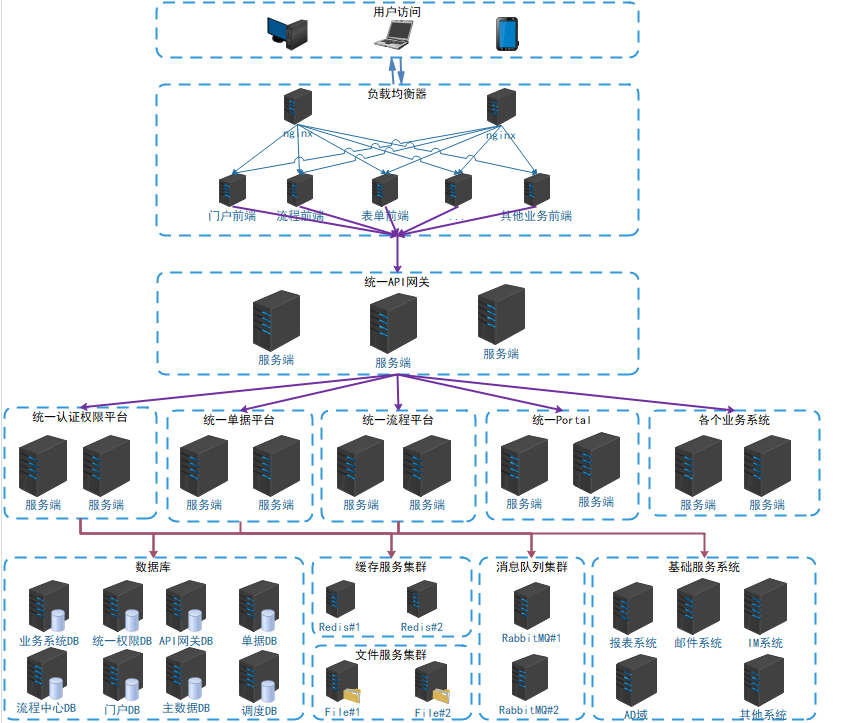 用户访问
负载均衡器
nginx
nginx
门户前端
流程前端
表单前端
...
其他业务前端
统一API网关
服务端
服务端
服务端
统一认证权限平台
统一单据平台
统一流程平台
统一Portal
各个业务系统
服务端
服务端
服务端
服务端
服务端
服务端
服务端
服务端
服务端
服务端
数据库
业务系统DB
统一权限DB
API网关DB
单据DB
流程中心DB
门户DB
主数据DB
调度DB
缓存服务集群
Redis#1
Redis#2
文件服务集群
File#1
File#2
消息队列集群
RabbitMQ#1
RabbitMQ#2
基础服务系统
报表系统
邮件系统
IM系统
AD域
其他系统